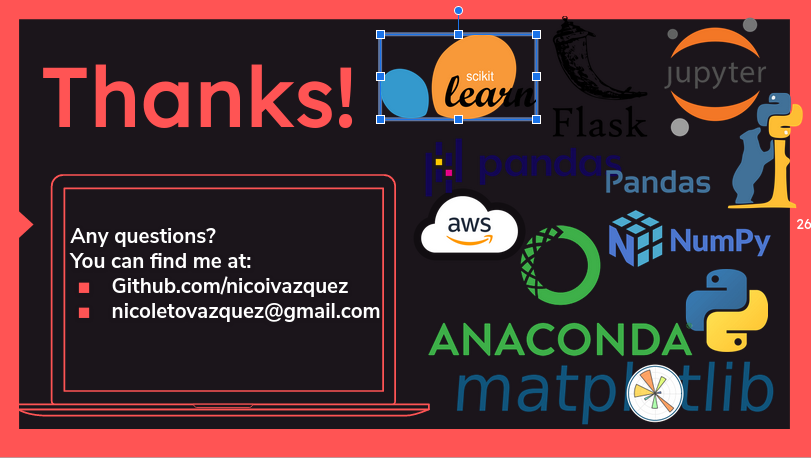 Thanks!
scikit
learn
Flask
jupyter
pandas
Pandas
aws
NumPy
26
Any questions?
You can find me at:
Github.com/nicoivazquez
nicoletovazquez@gmail.com
ANACONDA
matplotlib